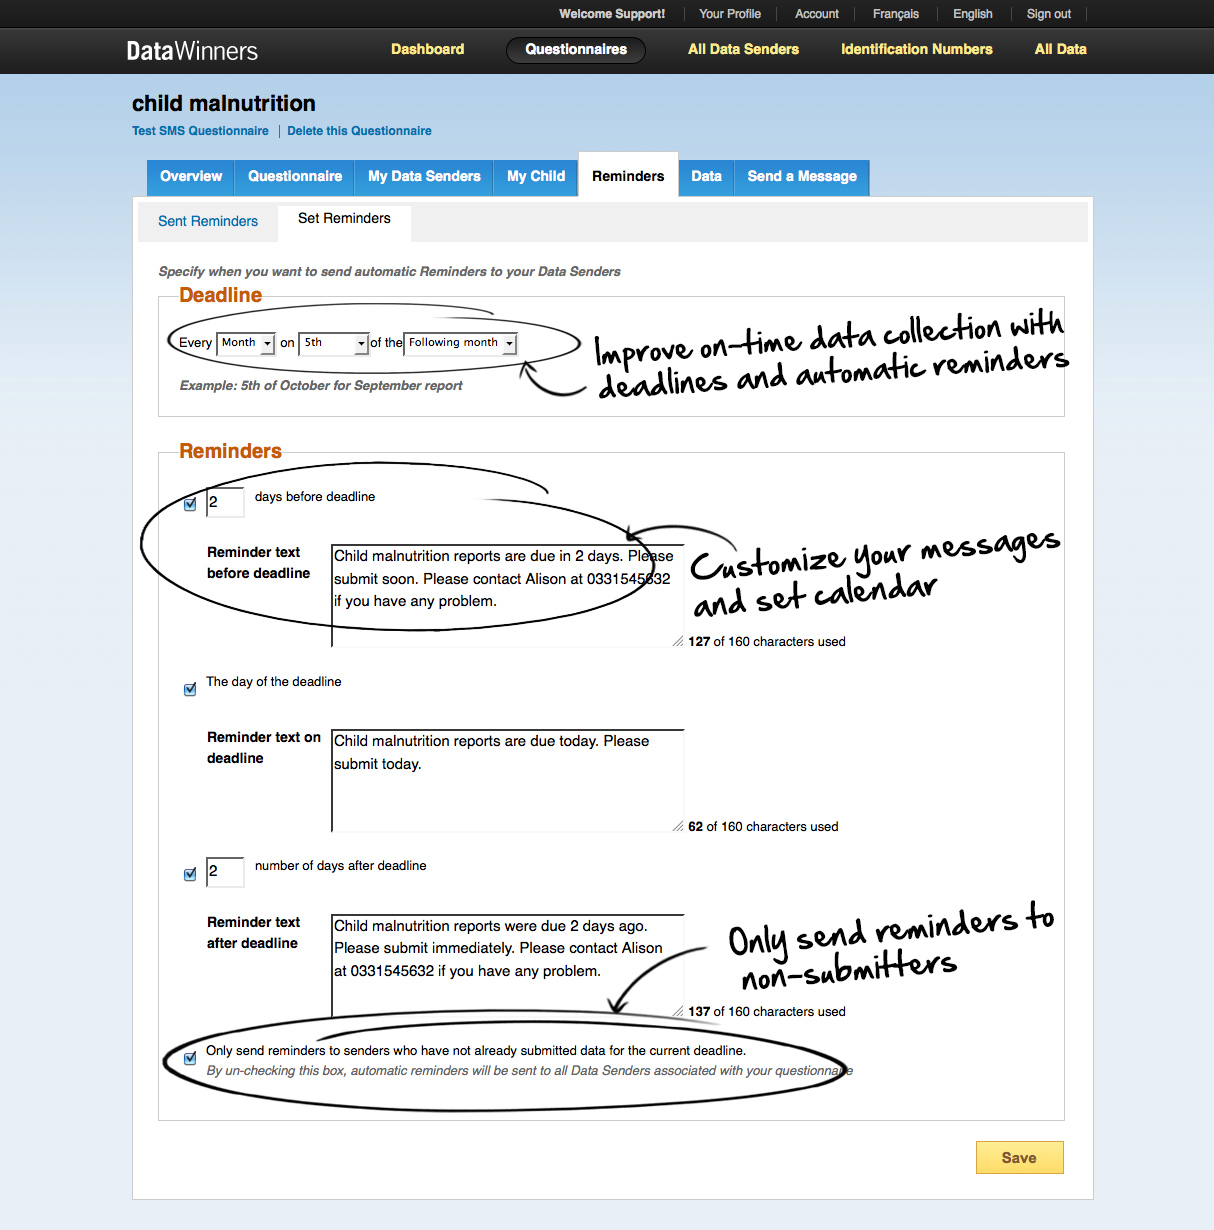 Welcome Support! Your Profile Account Français English Sign out
DataWinners Dashboard Questionnaires All Data Senders Identification Numbers All Data
child malnutrition
Test SMS Questionnaire | Delete this Questionnaire
Overview Questionnaire My Data Senders My Child Reminders Data Send a Message
Sent Reminders Set Reminders
Specify when you want to send automatic Reminders to your Data Senders
Deadline
Every Month on 5th of the Following month
Example: 5th of October for September report
Improve on-time data collection with
deadlines and automatic reminders
Reminders
2 days before deadline
Reminder text
before deadline
Child malnutrition reports are due in 2 days. Please
submit soon. Please contact Alison at 0331545632
if you have any problem.
127 of 160 characters used
Customize your messages
and set calendar
The day of the deadline
Reminder text on
deadline
Child malnutrition reports are due today. Please
submit today.
62 of 160 characters used
2 number of days after deadline
Reminder text
after deadline
Child malnutrition reports were due 2 days ago.
Please submit immediately. Please contact Alison
at 0331545632 if you have any problem.
137 of 160 characters used
Only send reminders to
non-submitters
Only send reminders to senders who have not already submitted data for the current deadline.
By un-checking this box, automatic reminders will be sent to all Data Senders associated with your questionnaire
Save